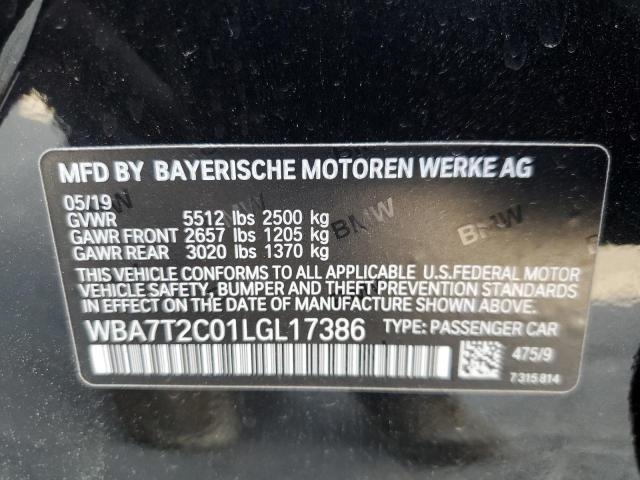 MFD BY BAYERISCHE MOTOREN WERKE AG
05/19
GVWR 5512 lbs 2500 kg
GAWR FRONT 2657 lbs 1205 kg
GAWR REAR 3020 lbs 1370 kg
THIS VEHICLE CONFORMS TO ALL APPLICABLE U.S.FEDERAL MOTOR
VEHICLE SAFETY, BUMPER AND THEFT PREVENTION
STANDARDS IN EFFECT ON THE DATE OF MANUFACTURE SHOWN ABOVE.
WBA7T2C01LGL17386 TYPE: PASSENGER CAR
475/9
7315814
BMW
BMW